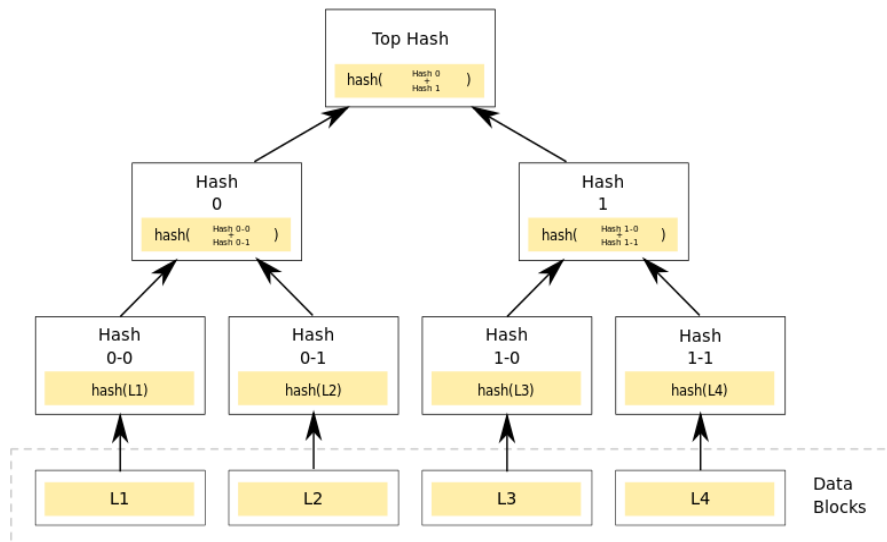 Top Hash
hash( Hash 0 + Hash 1 )
Hash
0
hash( Hash 0-0 + Hash 0-1 )
Hash
1
hash( Hash 1-0 + Hash 1-1 )
Hash
0-0
hash(L1)
Hash
0-1
hash(L2)
Hash
1-0
hash(L3)
Hash
1-1
hash(L4)
L1
L2
L3
L4
Data
Blocks